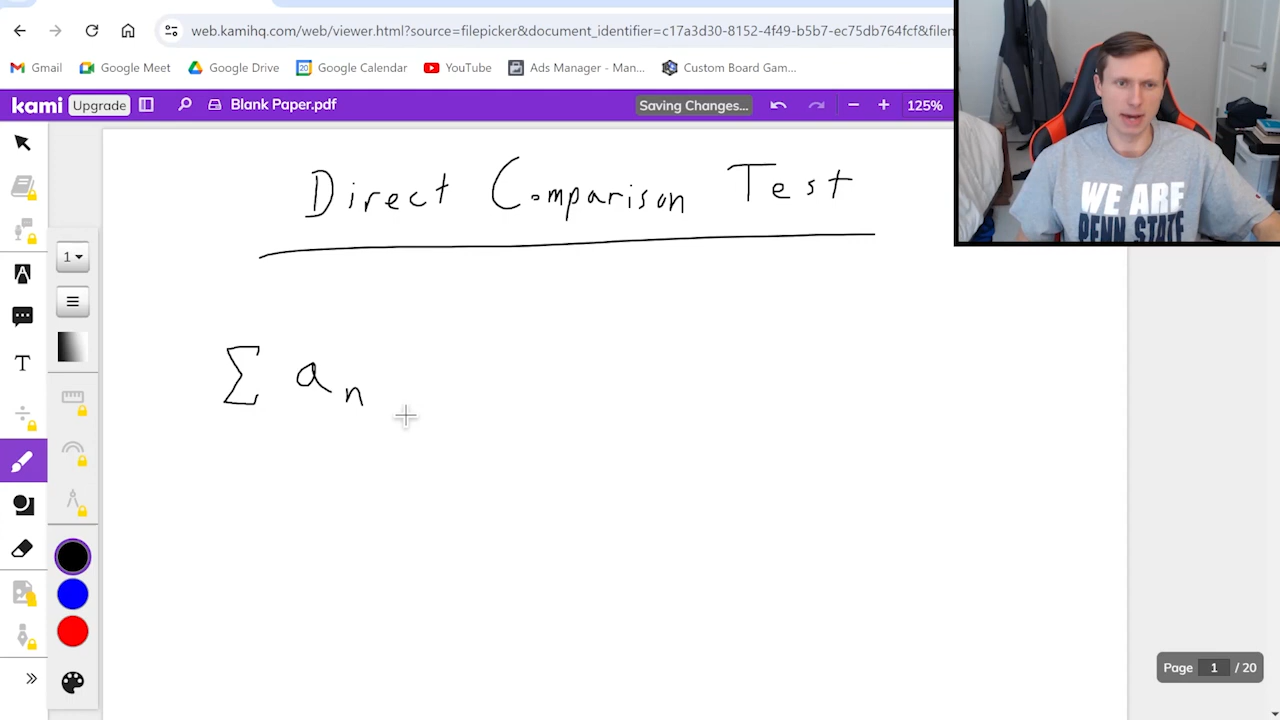 web.kamihq.com/web/viewer.html?source=filepicker&document_identifier=c17a3d30-8152-4f49-b5b7-ec75db764fcf&filen
Gmail Google Meet Google Drive 20 Google Calendar YouTube Ads Manager - Man... Custom Board Gam...
kami Upgrade Blank Paper.pdf Saving Changes... 125%
Direct Comparison Test
WE ARE
PENN STATE
1
T
Σ aₙ
Page 1 / 20